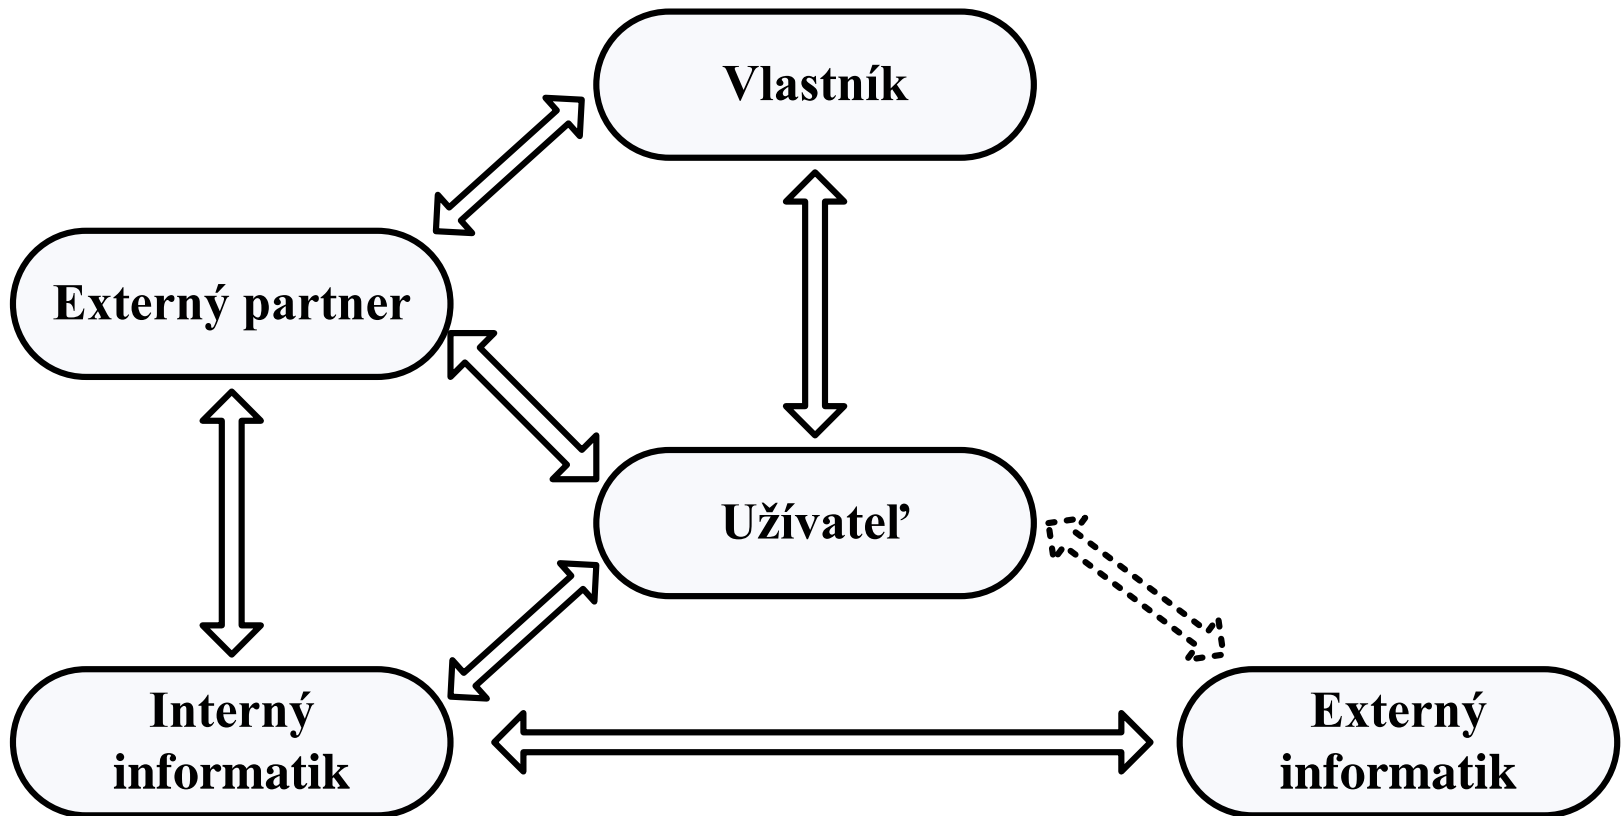 Vlastník
Externý partner
Užívateľ
Interný
informatik
Externý
informatik